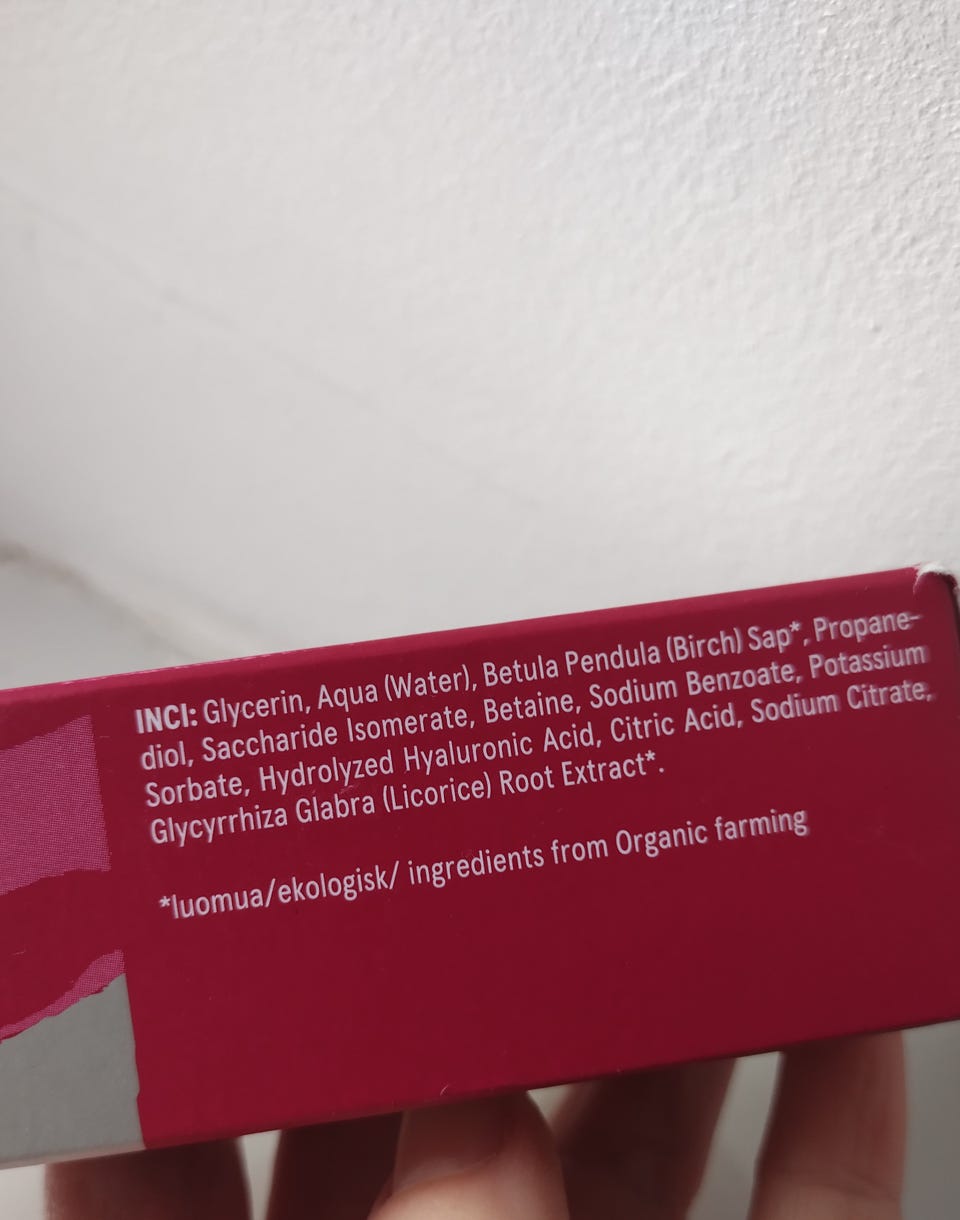 INCI: Glycerin, Aqua (Water), Betula Pendula (Birch) Sap*, Propane-
diol, Saccharide Isomerate, Betaine, Sodium Benzoate, Potassium
Sorbate, Hydrolyzed Hyaluronic Acid, Citric Acid, Sodium Citrate,
Glycyrrhiza Glabra (Licorice) Root Extract*.
*luomua/ekologisk/ ingredients from Organic farming